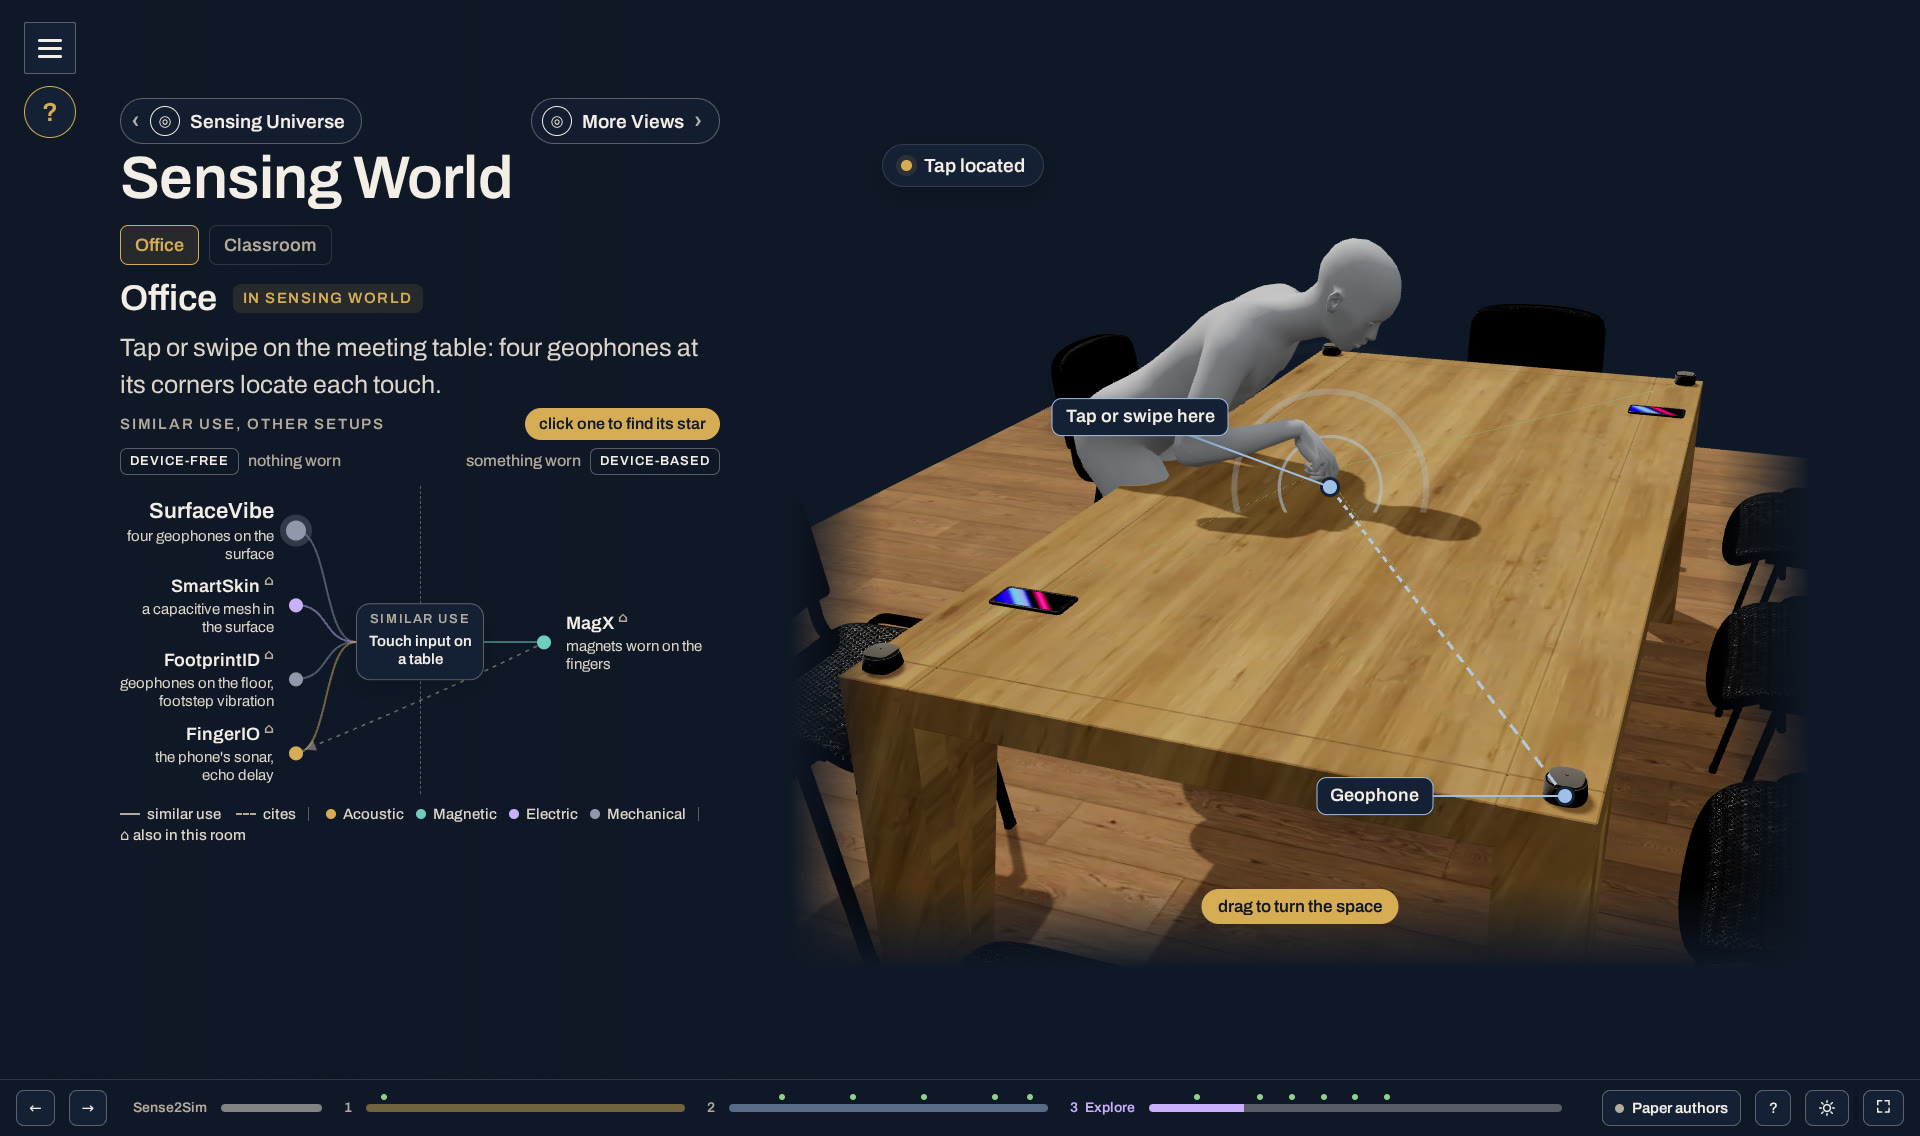 ?
Sensing Universe
More Views
Sensing World
Tap located
Office
Classroom
Office
IN SENSING WORLD
Tap or swipe on the meeting table: four geophones at
its corners locate each touch.
SIMILAR USE, OTHER SETUPS
click one to find its star
DEVICE-FREE nothing worn
something worn DEVICE-BASED
SurfaceVibe
four geophones on the
surface
SmartSkin
a capacitive mesh in
the surface
FootprintID
geophones on the floor,
footstep vibration
FingerIO
the phone's sonar,
echo delay
SIMILAR USE
Touch input on
a table
MagX
magnets worn on the
fingers
similar use cites Acoustic Magnetic Electric Mechanical
⌂ also in this room
Tap or swipe here
Geophone
drag to turn the space
← → Sense2Sim 1 2 3 Explore Paper authors ?